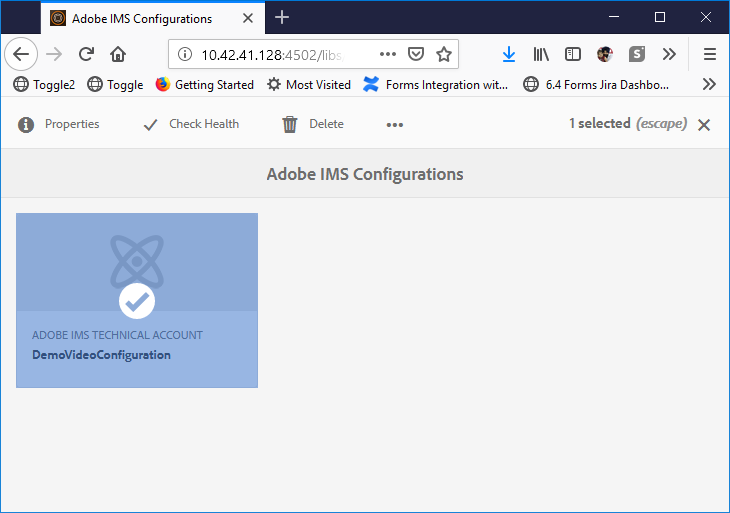 Adobe IMS Configurations
10.42.41.128:4502/libs
Toggle2 Toggle Getting Started Most Visited Forms Integration wit... 6.4 Forms Jira Dashbo...
Properties Check Health Delete 1 selected (escape)
Adobe IMS Configurations
ADOBE IMS TECHNICAL ACCOUNT
DemoVideoConfiguration